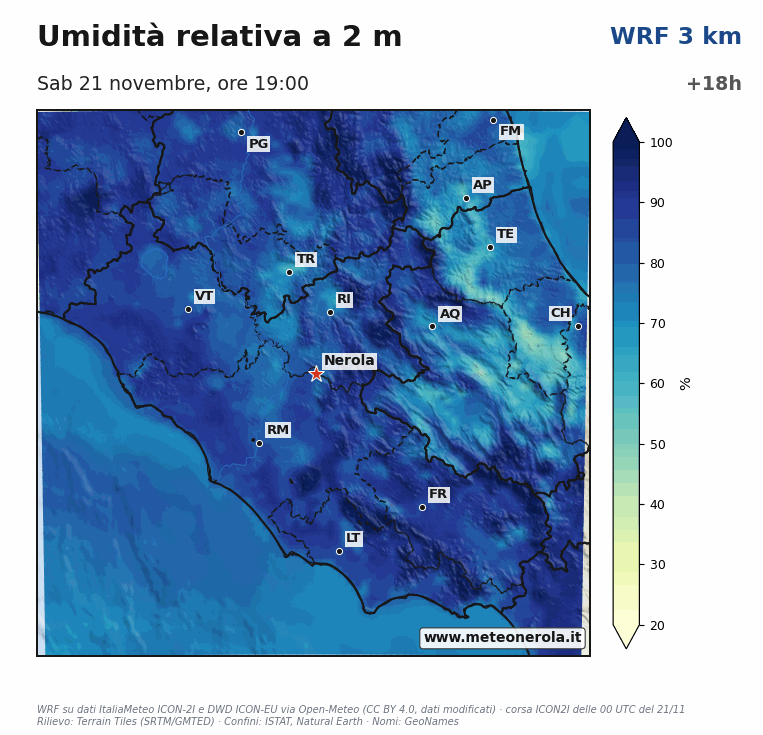 Umidità relativa a 2 m
WRF 3 km
Sab 21 novembre, ore 19:00
+18h
FM
PG
AP
TE
TR
VT
RI
AQ
CH
Nerola
RM
FR
LT
100
90
80
70
60
50
40
30
20
%
www.meteonerola.it
WRF su dati ItaliaMeteo ICON-2I e DWD ICON-EU via Open-Meteo (CC BY 4.0, dati modificati) · corsa ICON2I delle 00 UTC del 21/11
Rilievo: Terrain Tiles (SRTM/GMTED) · Confini: ISTAT, Natural Earth · Nomi: GeoNames